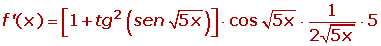 f'(x) = [1+tg²(sen√5x)]·cos√5x · 1/(2√5x) · 5